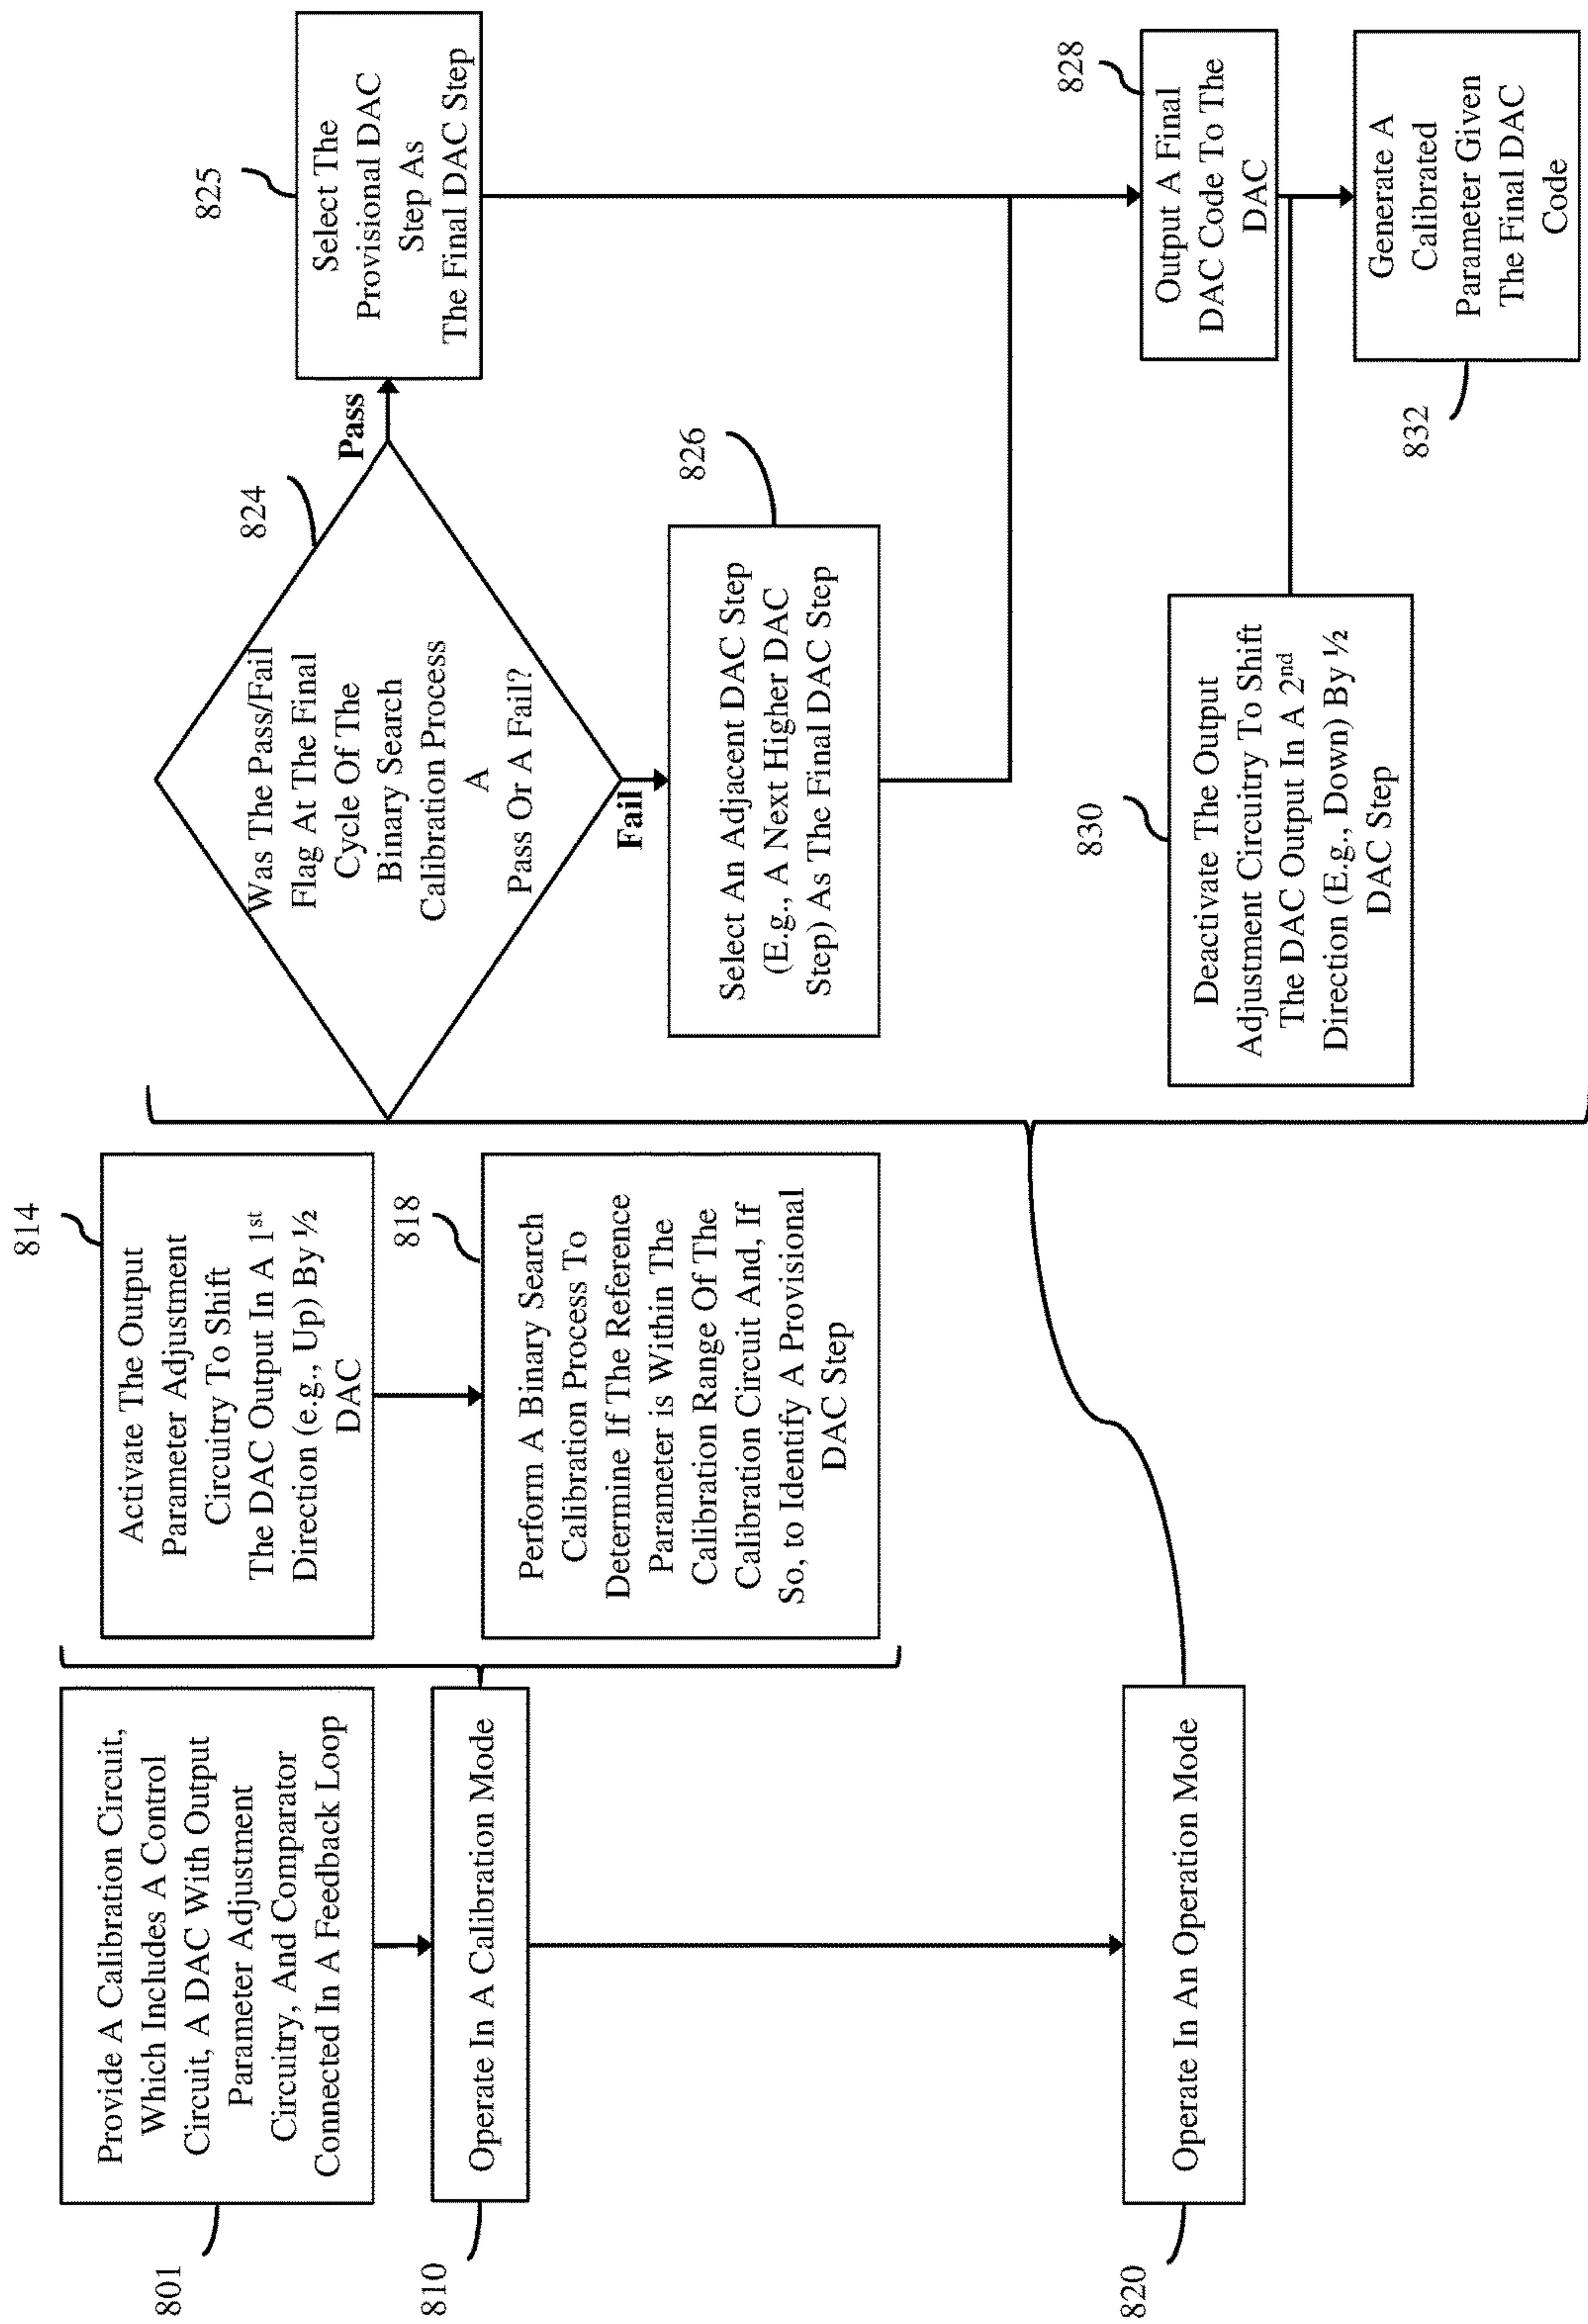 801
Provide A Calibration Circuit,
Which Includes A Control
Circuit, A DAC With Output
Parameter Adjustment
Circuitry, And Comparator
Connected In A Feedback Loop
810
Operate In A Calibration Mode
814
Activate The Output
Parameter Adjustment
Circuitry To Shift
The DAC Output In A 1st
Direction (e.g., Up) By ½
DAC
818
Perform A Binary Search
Calibration Process To
Determine If The Reference
Parameter is Within The
Calibration Range Of The
Calibration Circuit And, If
So, to Identify A Provisional
DAC Step
820
Operate In An Operation Mode
824
Was The Pass/Fail
Flag At The Final
Cycle Of The
Binary Search
Calibration Process
A
Pass Or A Fail?
Pass
Fail
825
Select The
Provisional DAC
Step As
The Final DAC Step
826
Select An Adjacent DAC Step
(E.g., A Next Higher DAC
Step) As The Final DAC Step
828
Output A Final
DAC Code To The
DAC
830
Deactivate The Output
Adjustment Circuitry To Shift
The DAC Output In A 2nd
Direction (E.g., Down) By ½
DAC Step
832
Generate A
Calibrated
Parameter Given
The Final DAC
Code